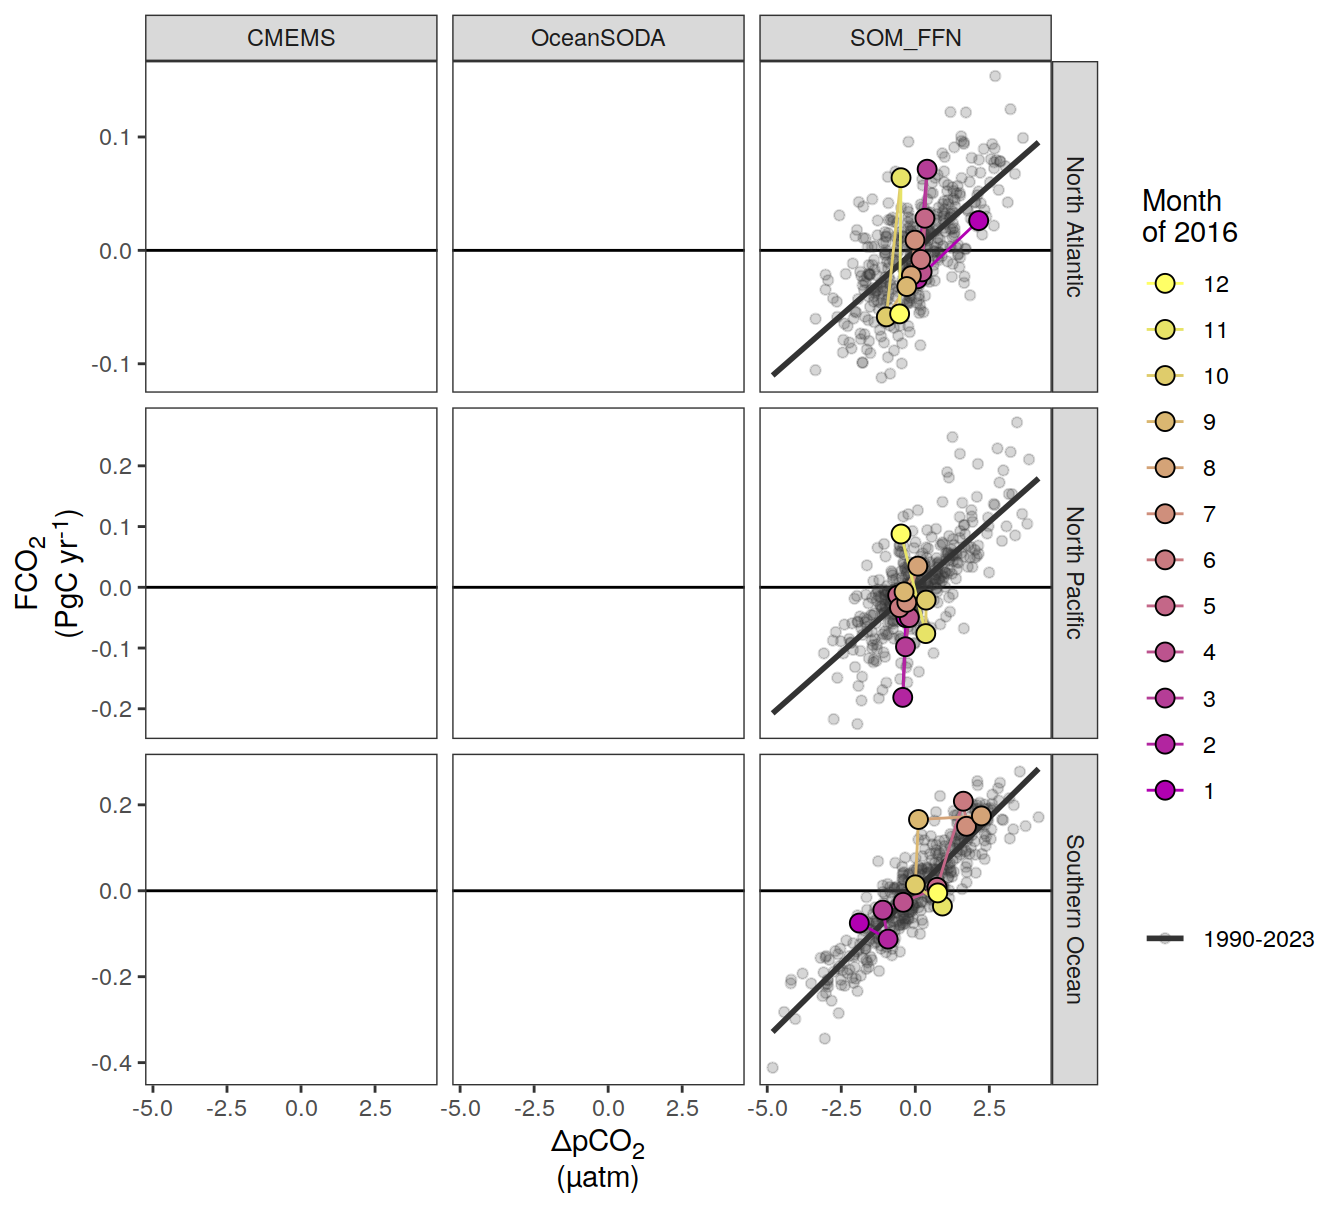 CMEMS OceanSODA SOM_FFN
0.1
0.0
-0.1
North Atlantic
0.2
0.1
0.0
-0.1
-0.2
North Pacific
0.2
0.0
-0.2
-0.4
Southern Ocean
-5.0 -2.5 0.0 2.5 -5.0 -2.5 0.0 2.5 -5.0 -2.5 0.0 2.5
ΔpCO₂
(µatm)
FCO₂
(PgC yr⁻¹)
Month
of 2016
12
11
10
9
8
7
6
5
4
3
2
1
1990-2023